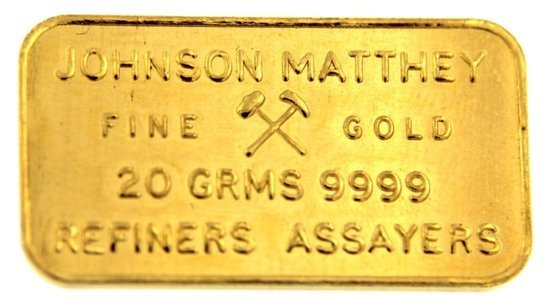 JOHNSON MATTHEY
FINE GOLD
20 GRMS 9999
REFINERS ASSAYERS